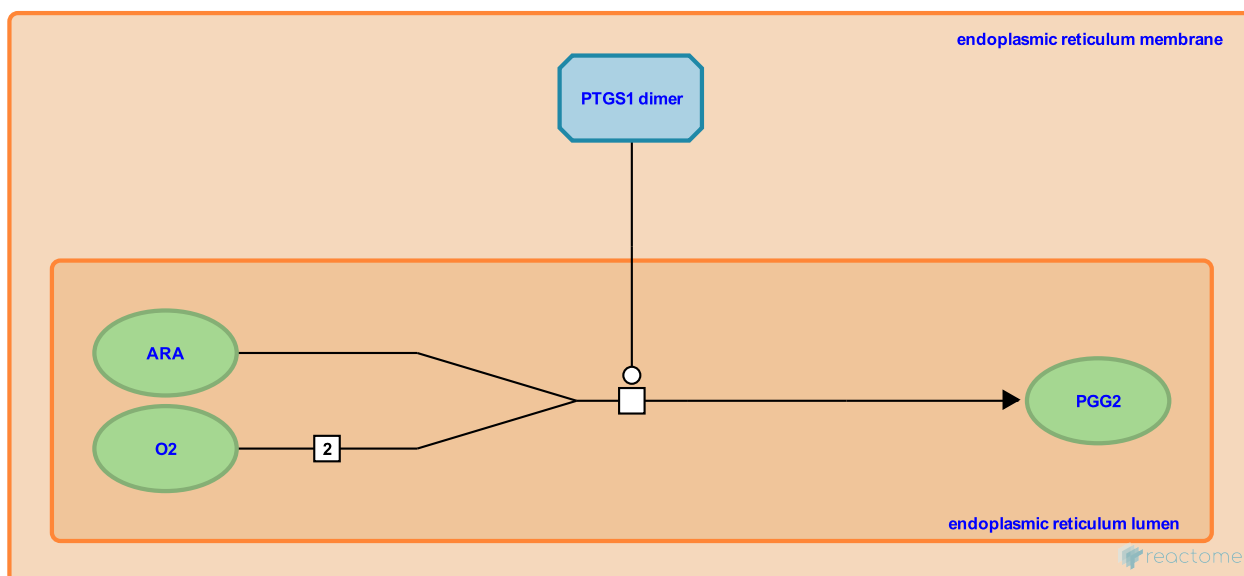 endoplasmic reticulum membrane
PTGS1 dimer
ARA
O2
2
PGG2
endoplasmic reticulum lumen
reactome